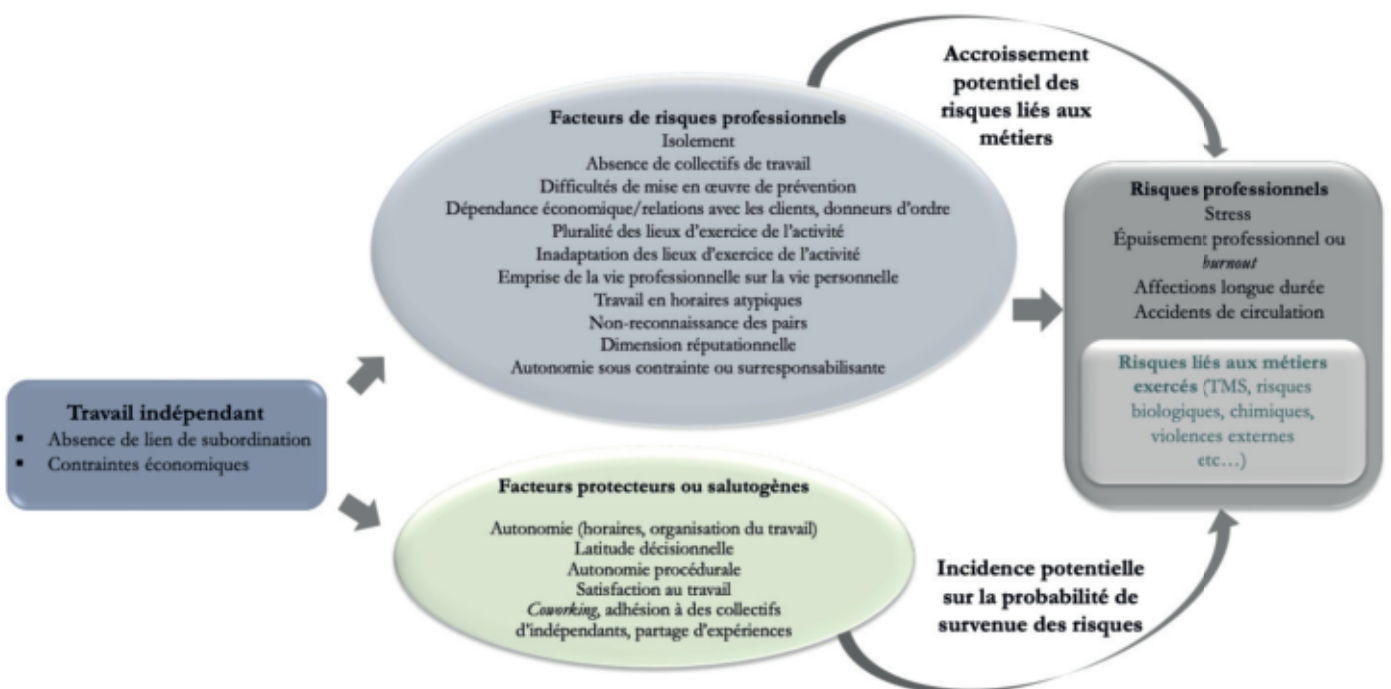 Travail indépendant
▪ Absence de lien de subordination
▪ Contraintes économiques
Facteurs de risques professionnels
Isolement
Absence de collectifs de travail
Difficultés de mise en œuvre de prévention
Dépendance économique/relations avec les clients, donneurs d'ordre
Pluralité des lieux d'exercice de l'activité
Inadaptation des lieux d'exercice de l'activité
Emprise de la vie professionnelle sur la vie personnelle
Travail en horaires atypiques
Non-reconnaissance des pairs
Dimension réputationnelle
Autonomie sous contrainte ou surresponsabilisante
Facteurs protecteurs ou salutogènes
Autonomie (horaires, organisation du travail)
Latitude décisionnelle
Autonomie procédurale
Satisfaction au travail
Coworking, adhésion à des collectifs
d'indépendants, partage d'expériences
Accroissement
potentiel des
risques liés aux
métiers
Risques professionnels
Stress
Épuisement professionnel ou
burnout
Affections longue durée
Accidents de circulation
Risques liés aux métiers
exercés (TMS, risques
biologiques, chimiques,
violences externes
etc…)
Incidence potentielle
sur la probabilité de
survenue des risques